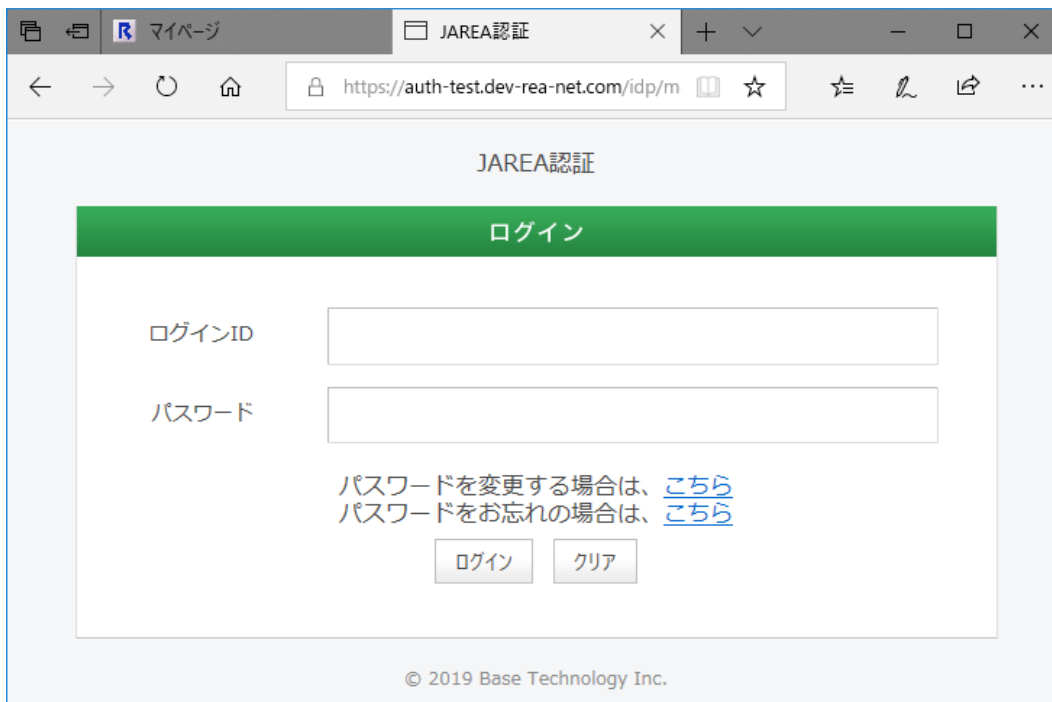 マイページ
JAREA認証
https://auth-test.dev-rea-net.com/idp/m
JAREA認証
ログイン
ログインID
パスワード
パスワードを変更する場合は、こちら
パスワードをお忘れの場合は、こちら
ログイン クリア
© 2019 Base Technology Inc.